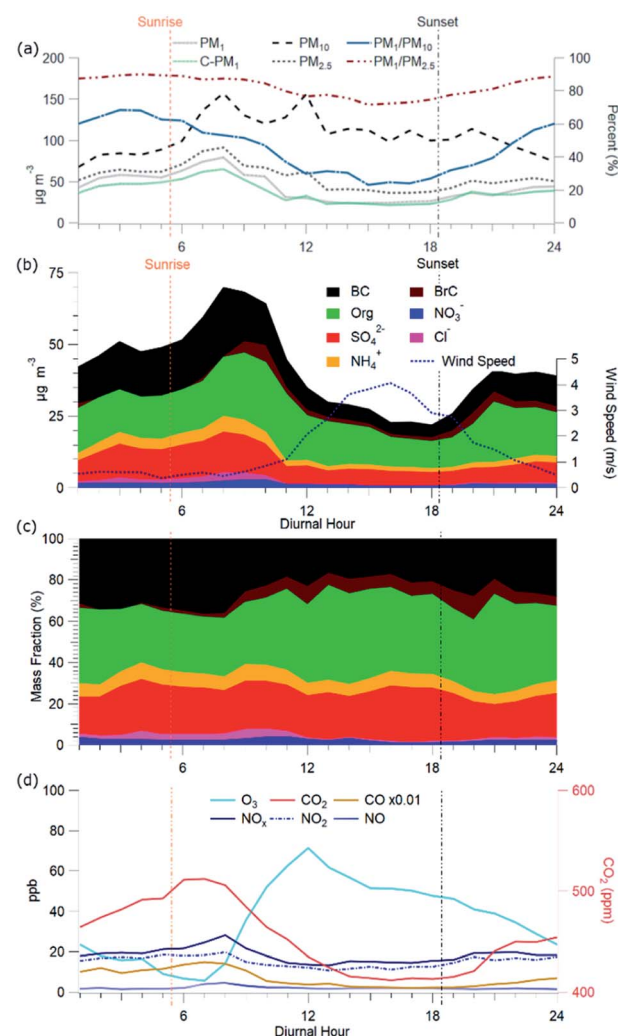 Sunrise Sunset
(a)
PM1 PM10 PM1/PM10
C-PM1 PM2.5 PM1/PM2.5
200 100
150 80
60
100
40
50 20
0 0
µg m-3
Percent (%)
6 12 18 24
(b)
Sunrise Sunset
75
50
25
0
µg m-3
BC BrC
Org NO3-
SO42- Cl-
NH4+ Wind Speed
5
4
3
2
1
0
Wind Speed (m/s)
6 12 18 24
Diurnal Hour
(c)
100
80
60
40
20
0
Mass Fraction (%)
6 12 18 24
(d)
O3 CO2 CO x0.01
NOx NO2 NO
100 600
80
60
500
40
20
0 400
ppb
CO2 (ppm)
6 12 18 24
Diurnal Hour